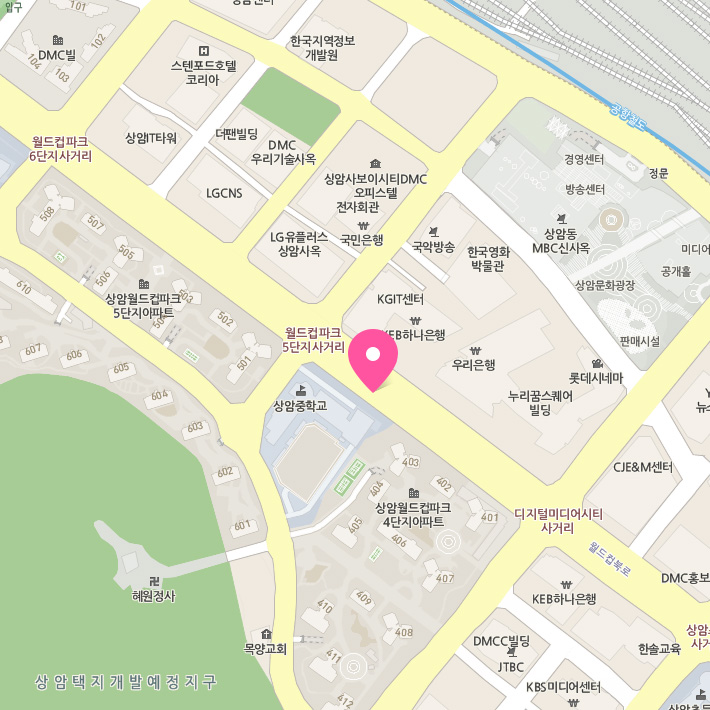 입구
DMC빌
101
102
103
104
스텐포드호텔
코리아
한국지역정보
개발원
공항철도
월드컵파크
6단지사거리
상암IT타워
더팬빌딩
DMC
우리기술사옥
LGCNS
상암사보이시티DMC
오피스텔
전자회관
국민은행
LG유플러스
상암사옥
국악방송
한국영화
박물관
경영센터
정문
방송센터
상암동
MBC신사옥
미디어
공개홀
상암문화광장
판매시설
508
507
505
506
503
502
501
상암월드컵파크
5단지아파트
610
607
606
605
604
603
602
601
월드컵파크
5단지사거리
KGIT센터
KEB하나은행
우리은행
롯데시네마
누리꿈스퀘어
빌딩
상암중학교
CJE&M센터
403
402
404
401
상암월드컵파크
4단지아파트
405
406
407
디지털미디어시티
사거리
월드컵북로
혜원정사
409
410
408
411
412
목양교회
KEB하나은행
DMC홍보
DMCC빌딩
JTBC
한솔교육
KBS미디어센터
상암택지개발예정지구